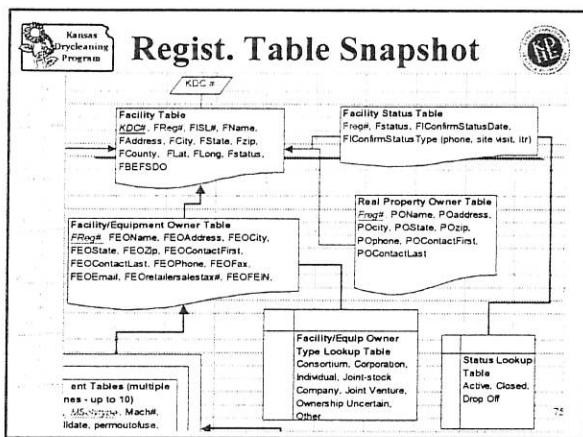 Kansas
Drycleaning
Program
Regist. Table Snapshot
KDC #
Facility Table
KDC#, FReg#, FISL#, FName,
FAddress, FCity, FState, Fzip,
FCounty, FLat, FLong, Fstatus,
FBEFSDO
Facility Status Table
Freg#, Fstatus, FIConfirmStatusDate,
FIConfirmStatusType (phone, site visit, ltr)
Real Property Owner Table
Freg#, POName, POaddress,
POcity, POState, POzip,
POphone, POContactFirst,
POContactLast
Facility/Equipment Owner Table
FReg#, FEOName, FEOAddress, FEOCity,
FEOState, FEOZip, FEOContactFirst,
FEOContactLast, FEOPhone, FEOFax,
FEOEmail, FEOretailersalestax#, FEOFEIN,
Facility/Equip Owner
Type Lookup Table
Consortium, Corporation,
Individual, Joint-stock
Company, Joint Venture,
Ownership Uncertain,
Other
Status Lookup
Table
Active, Closed,
Drop Off
ent Tables (multiple
nes - up to 10)
Mach#,
lldate, permoutofuse,
75